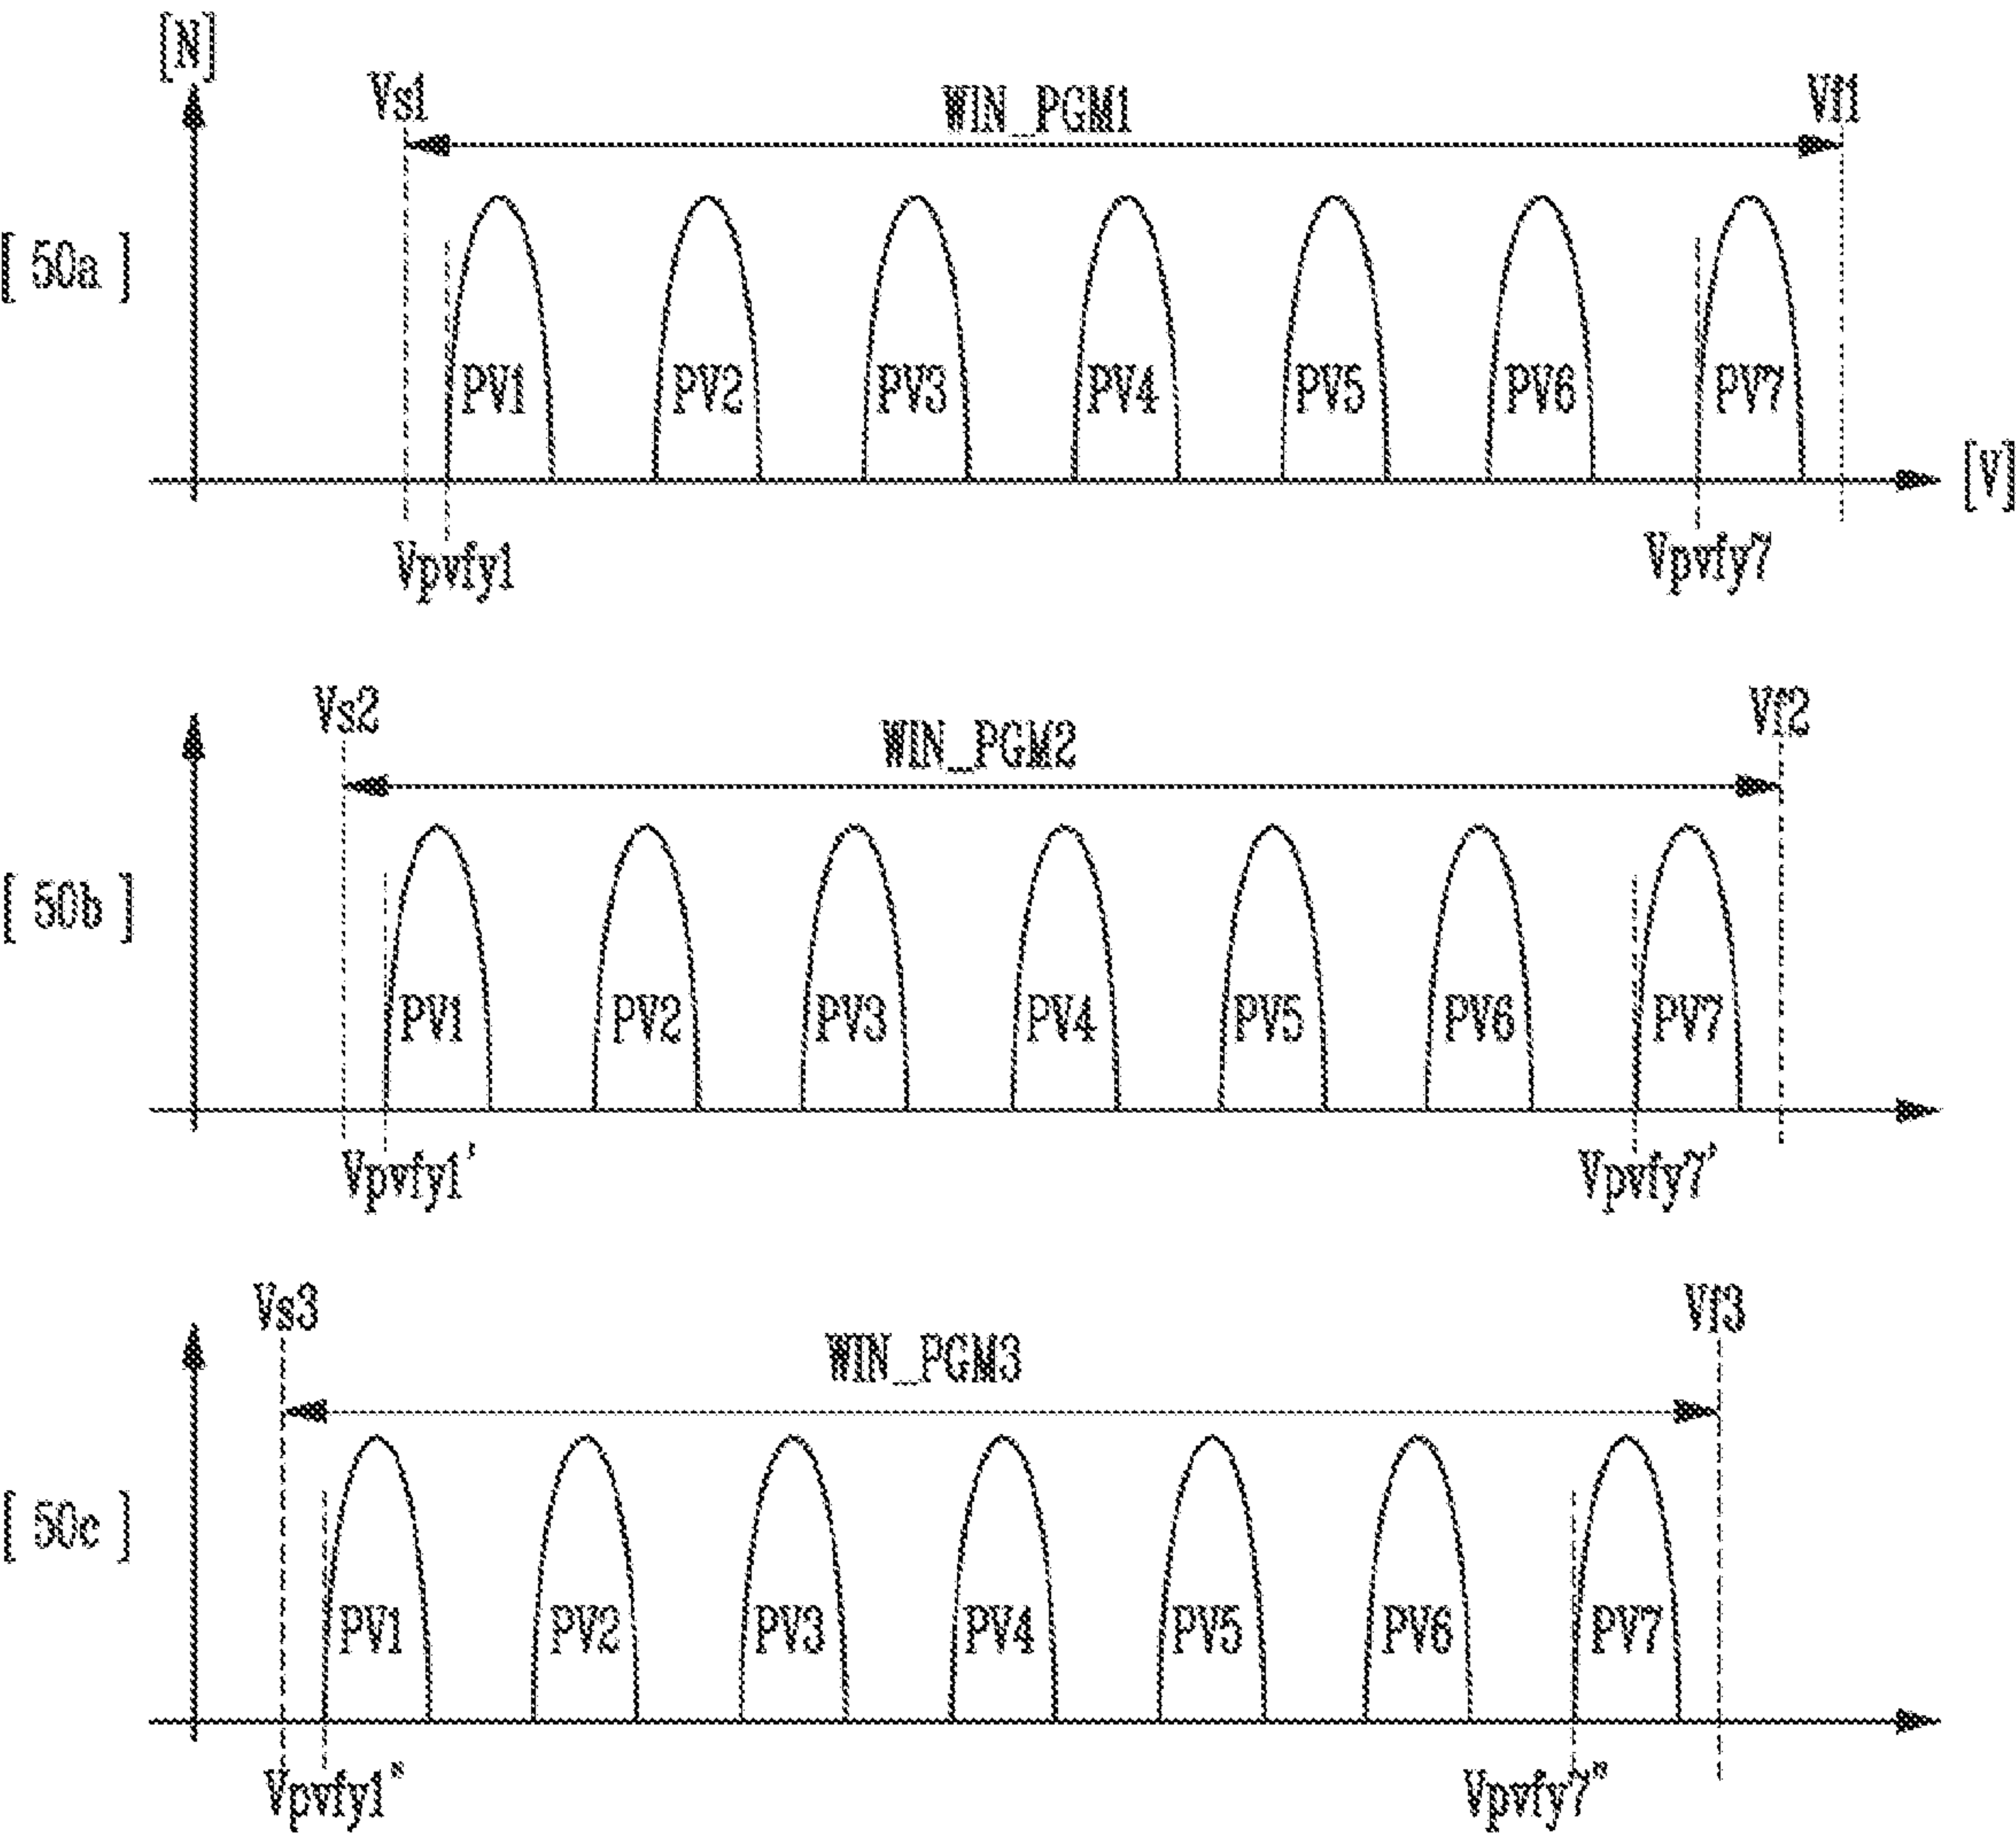 [N]
Vs1 WIN_PGM1 Vf1
[ 50a ]
PV1 PV2 PV3 PV4 PV5 PV6 PV7
[V]
Vpvfy1 Vpvfy7
Vs2 WIN_PGM2 Vf2
[ 50b ]
PV1 PV2 PV3 PV4 PV5 PV6 PV7
Vpvfy1' Vpvfy7'
Vs3 WIN_PGM3 Vf3
[ 50c ]
PV1 PV2 PV3 PV4 PV5 PV6 PV7
Vpvfy1" Vpvfy7"